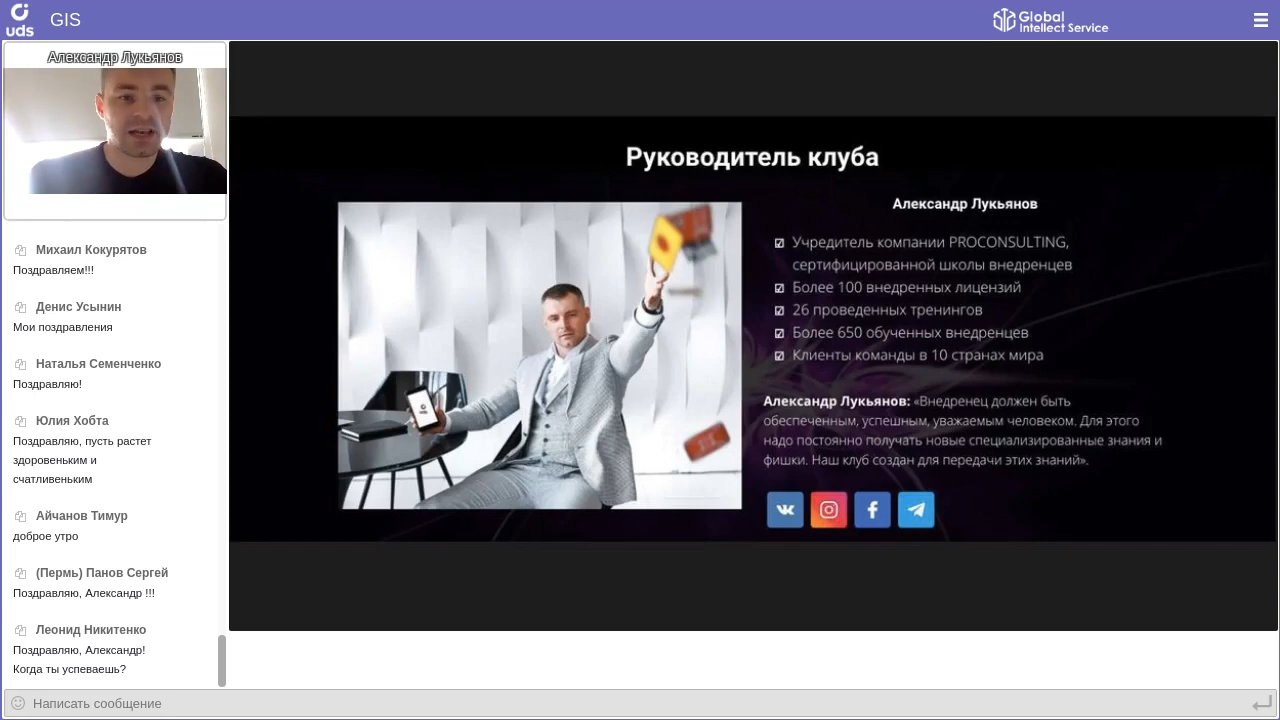 uds
GIS
Global
Intellect Service
Александр Лукьянов
Михаил Кокурятов
Поздравляем!!!
Денис Усынин
Мои поздравления
Наталья Семенченко
Поздравляю!
Юлия Хобта
Поздравляю, пусть растет
здоровеньким и
счатливеньким
Айчанов Тимур
доброе утро
(Пермь) Панов Сергей
Поздравляю, Александр !!!
Леонид Никитенко
Поздравляю, Александр!
Когда ты успеваешь?
Написать сообщение
Руководитель клуба
Александр Лукьянов
Учредитель компании PROCONSULTING,
сертифицированной школы внедренцев
Более 100 внедренных лицензий
26 проведенных тренингов
Более 650 обученных внедренцев
Клиенты команды в 10 странах мира
Александр Лукьянов: «Внедренец должен быть
обеспеченным, успешным, уважаемым человеком. Для этого
надо постоянно получать новые специализированные знания и
фишки. Наш клуб создан для передачи этих знаний».